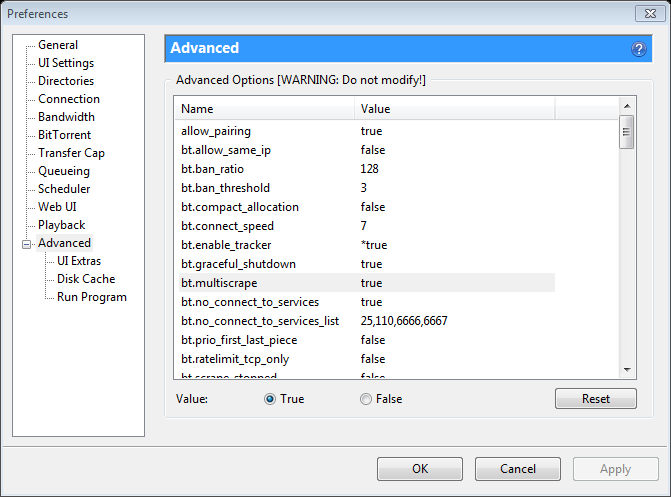 Preferences
General
UI Settings
Directories
Connection
Bandwidth
BitTorrent
Transfer Cap
Queueing
Scheduler
Web UI
Playback
Advanced
UI Extras
Disk Cache
Run Program
Advanced
?
Advanced Options [WARNING: Do not modify!]
Name Value
allow_pairing true
bt.allow_same_ip false
bt.ban_ratio 128
bt.ban_threshold 3
bt.compact_allocation false
bt.connect_speed 7
bt.enable_tracker *true
bt.graceful_shutdown true
bt.multiscrape true
bt.no_connect_to_services true
bt.no_connect_to_services_list 25,110,6666,6667
bt.prio_first_last_piece false
bt.ratelimit_tcp_only false
bt.scrape_stopped false
Value: True False Reset
OK Cancel Apply